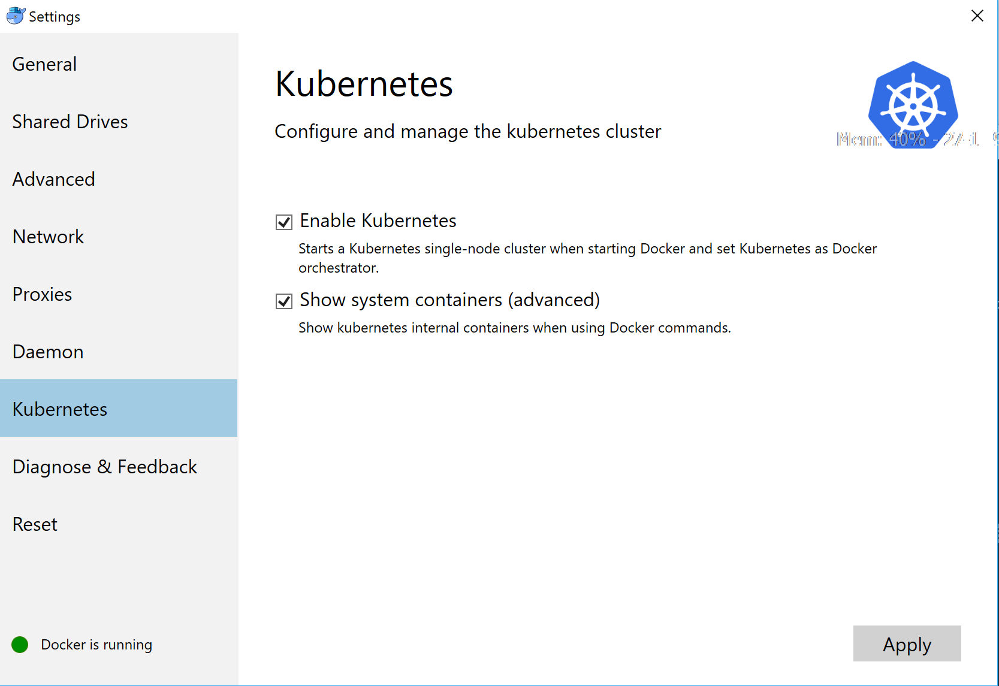 Settings
General
Shared Drives
Advanced
Network
Proxies
Daemon
Kubernetes
Diagnose & Feedback
Reset
Docker is running
Kubernetes
Configure and manage the kubernetes cluster
Mem: 40% -
Enable Kubernetes
Starts a Kubernetes single-node cluster when starting Docker and set Kubernetes as Docker
orchestrator.
Show system containers (advanced)
Show kubernetes internal containers when using Docker commands.
Apply